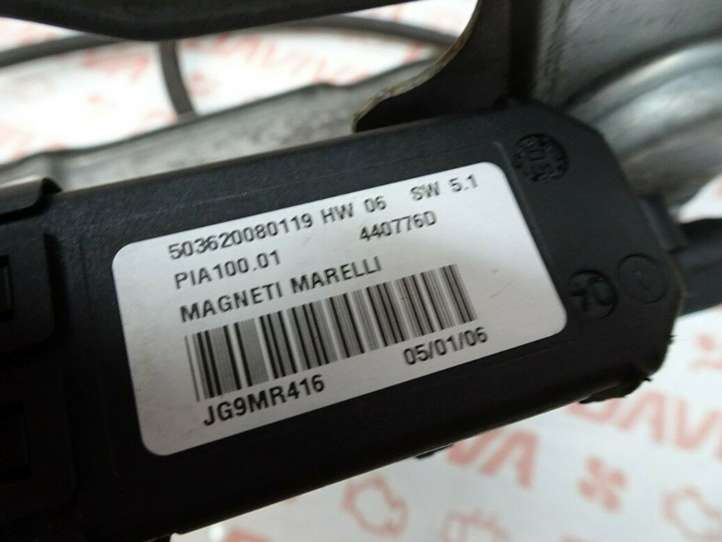 503620080119 HW 06 SW 5.1
PIA100.01 440776D
MAGNETI MARELLI
05/01/06
JG9MR416